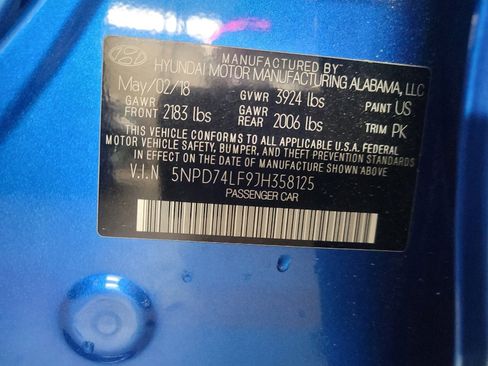 MANUFACTURED BY
HYUNDAI MOTOR MANUFACTURING ALABAMA, LLC
May/02/18 GVWR 3924 lbs PAINT US
GAWR FRONT 2183 lbs GAWR REAR 2006 lbs TRIM PK
THIS VEHICLE CONFORMS TO ALL APPLICABLE U.S.A. FEDERAL
MOTOR VEHICLE SAFETY, BUMPER, AND THEFT PREVENTION STANDARDS
IN EFFECT ON THE DATE OF MANUFACTURE SHOWN ABOVE
V.I.N 5NPD74LF9JH358125
PASSENGER CAR